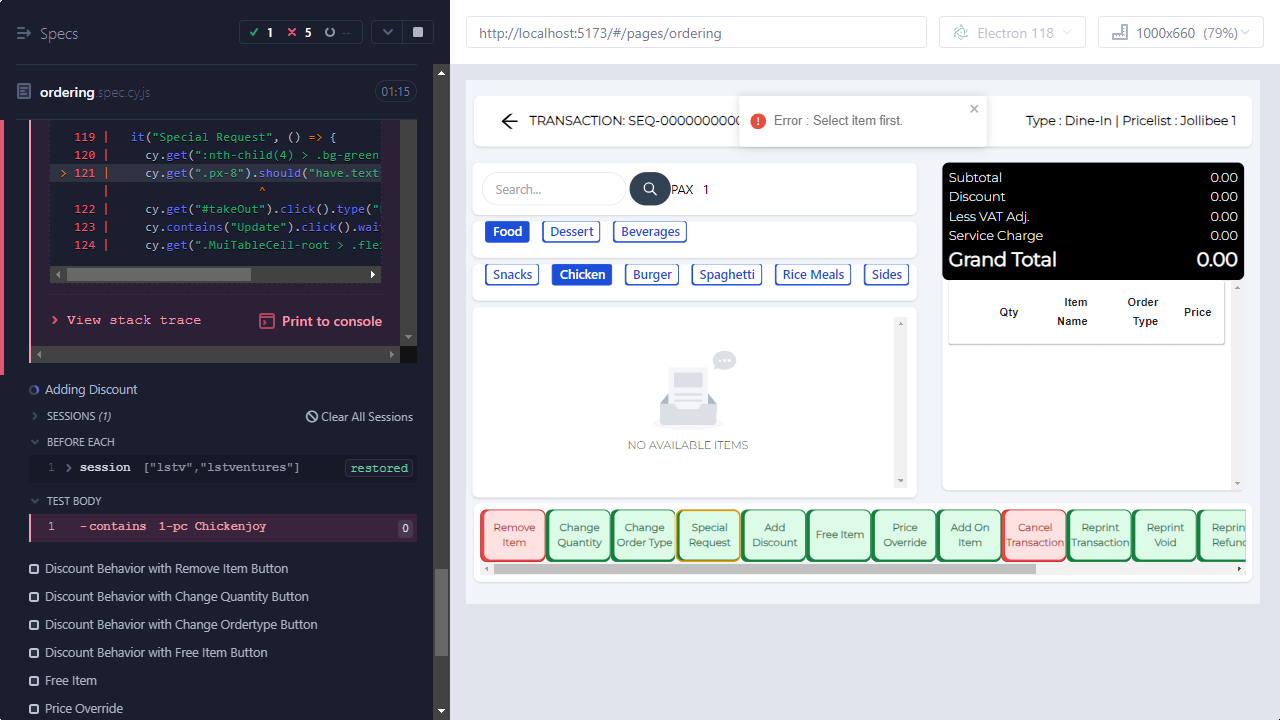 Specs
1
5
--
ordering.spec.cy.js
01:15
119 | it("Special Request", () => {
120 | cy.get(":nth-child(4) > .bg-green
> 121 | cy.get(".px-8").should("have.text
| ^
122 | cy.get("#takeOut").click().type("
123 | cy.contains("Update").click().wai
124 | cy.get(".MuiTableCell-root > .fle
View stack trace
Print to console
Adding Discount
SESSIONS (1)
Clear All Sessions
BEFORE EACH
1 session ["lstv","lstventures"] restored
TEST BODY
1 -contains 1-pc Chickenjoy 0
Discount Behavior with Remove Item Button
Discount Behavior with Change Quantity Button
Discount Behavior with Change Ordertype Button
Discount Behavior with Free Item Button
Free Item
Price Override
http://localhost:5173/#/pages/ordering
Electron 118
1000x660 (79%)
TRANSACTION: SEQ-0000000000
Error : Select item first.
Type : Dine-In | Pricelist : Jollibee 1
Search...
PAX 1
Food Dessert Beverages
Snacks Chicken Burger Spaghetti Rice Meals Sides
NO AVAILABLE ITEMS
Subtotal 0.00
Discount 0.00
Less VAT Adj. 0.00
Service Charge 0.00
Grand Total 0.00
Qty
Item
Name
Order
Type
Price
Remove
Item
Change
Quantity
Change
Order Type
Special
Request
Add
Discount
Free Item
Price
Override
Add On
Item
Cancel
Transaction
Reprint
Transaction
Reprint
Void
Reprin
Refund